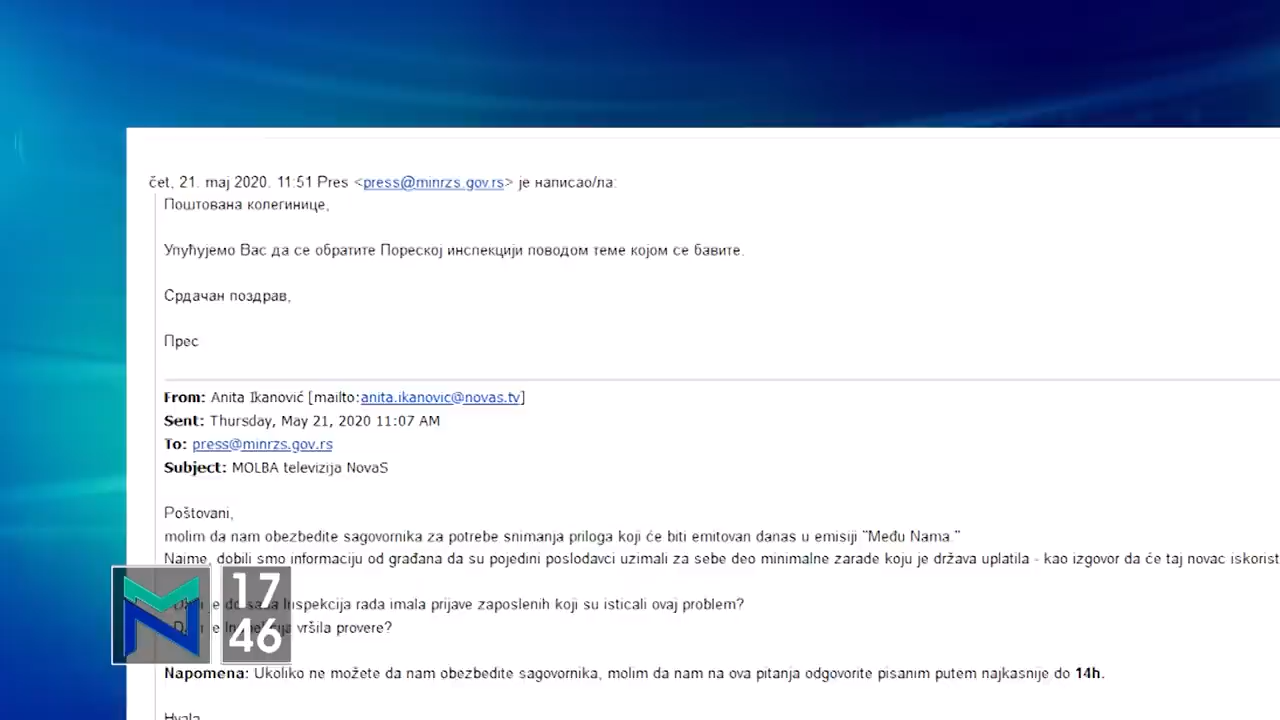 čet, 21. maj 2020. 11:51 Pres <press@minrzs.gov.rs> је написао/ла:
Поштована колегинице,
Упућујемо Вас да се обратите Пореској инспекцији поводом теме којом се бавите.
Срдачан поздрав,
Прес
From: Anita Ikanović [mailto:anita.ikanovic@novas.tv]
Sent: Thursday, May 21, 2020 11:07 AM
To: press@minrzs.gov.rs
Subject: MOLBA televizija NovaS
Poštovani,
molim da nam obezbedite sagovornika za potrebe snimanja priloga koji će biti emitovan danas u emisiji "Među Nama."
Naime, dobili smo informaciju od građana da su pojedini poslodavci uzimali za sebe deo minimalne zarade koju je država uplatila - kao izgovor da će taj novac iskorist
je do sada Inspekcija rada imala prijave zaposlenih koji su isticali ovaj problem?
vršila provere?
Napomena: Ukoliko ne možete da nam obezbedite sagovornika, molim da nam na ova pitanja odgovorite pisanim putem najkasnije do 14h.
17
46